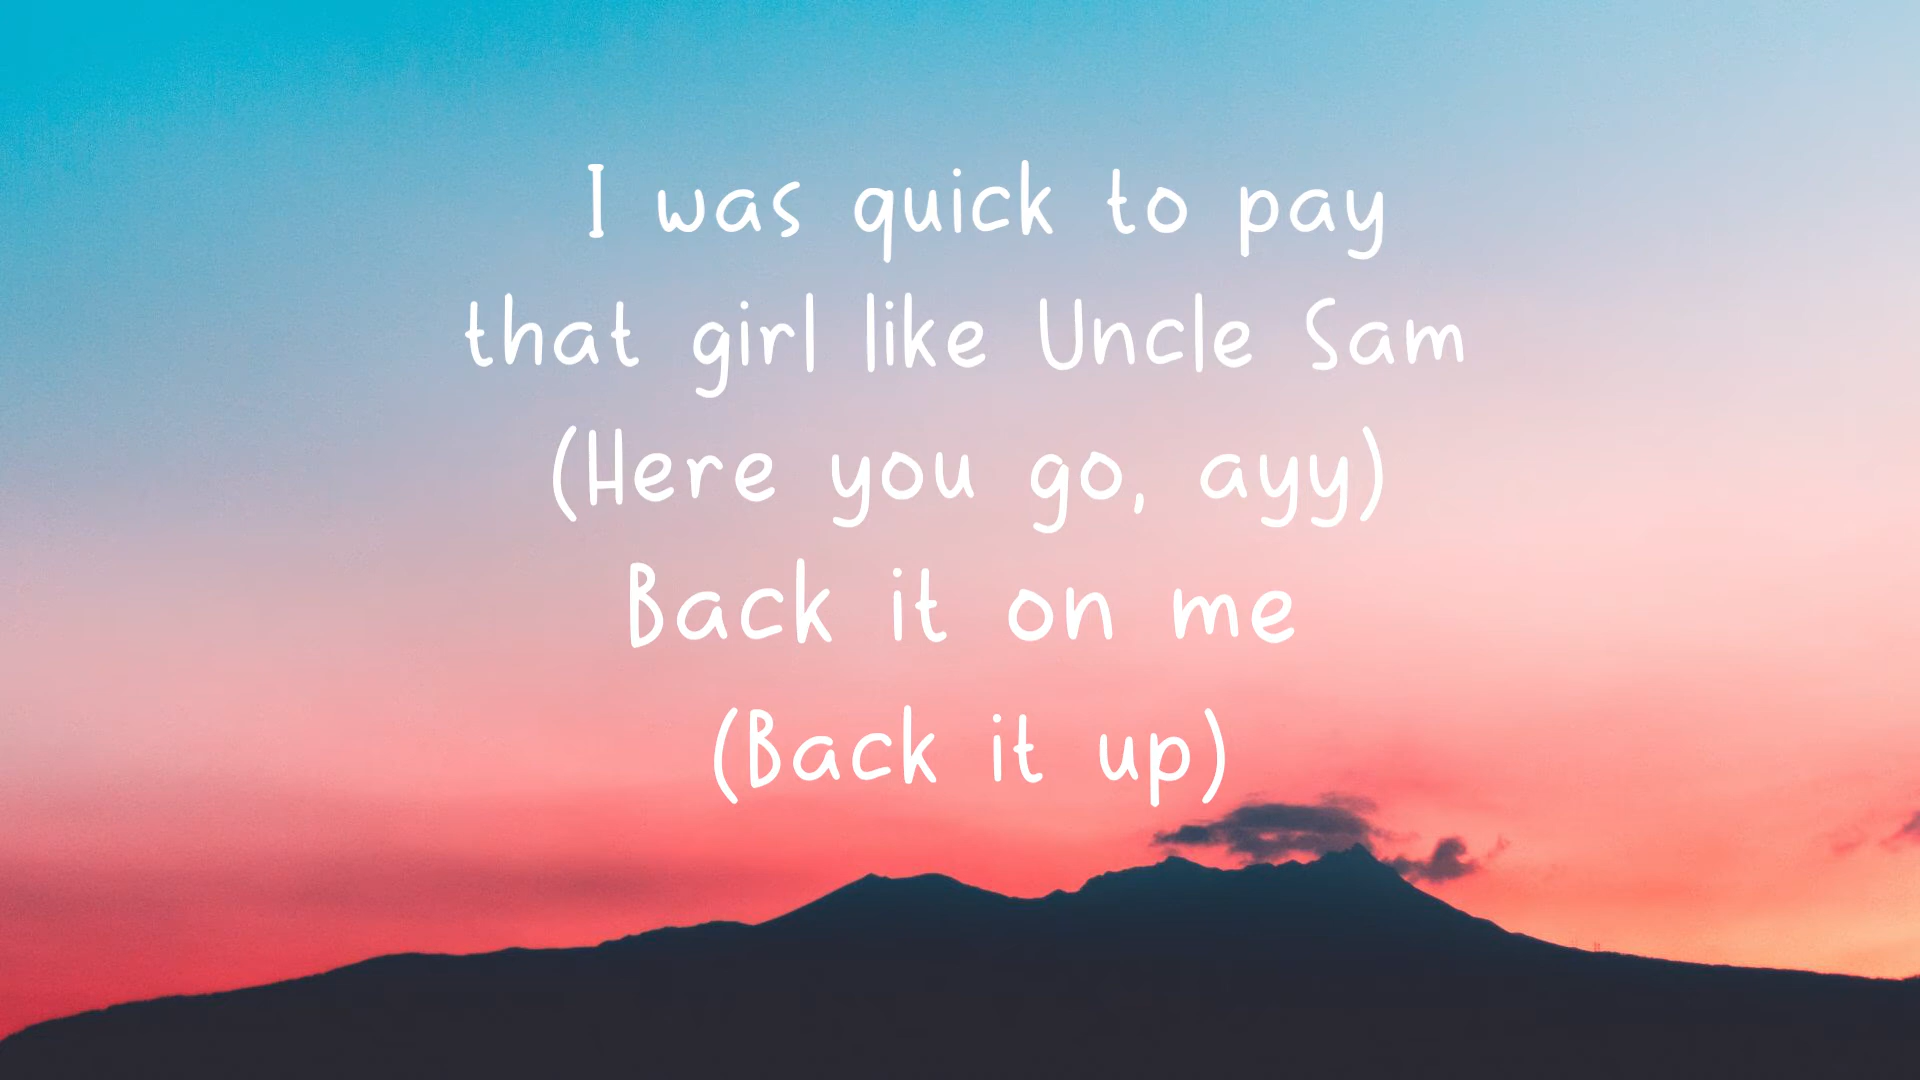 I was quick to pay
that girl like Uncle Sam
(Here you go, ayy)
Back it on me
(Back it up)